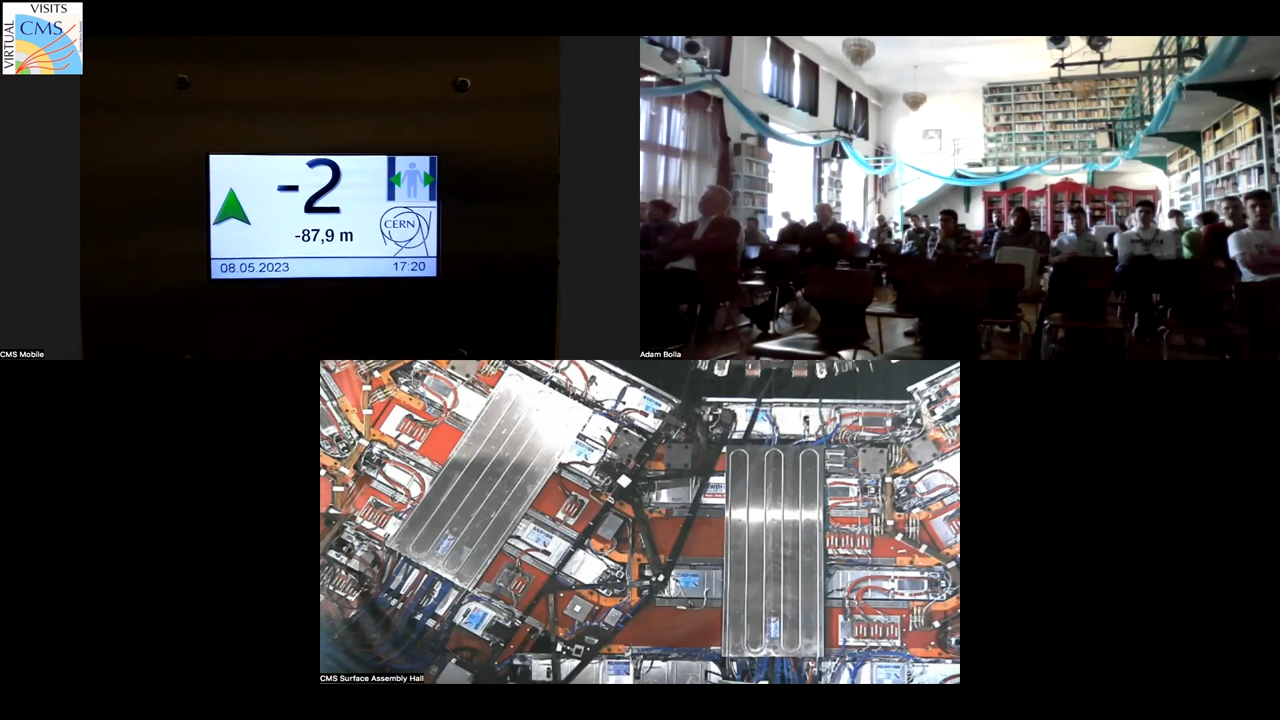 VISITS
CMS
VIRTUAL
-2
-87,9 m
CERN
08.05.2023
17:20
CMS Mobile
Adam Bolla
CMS Surface Assembly Hall